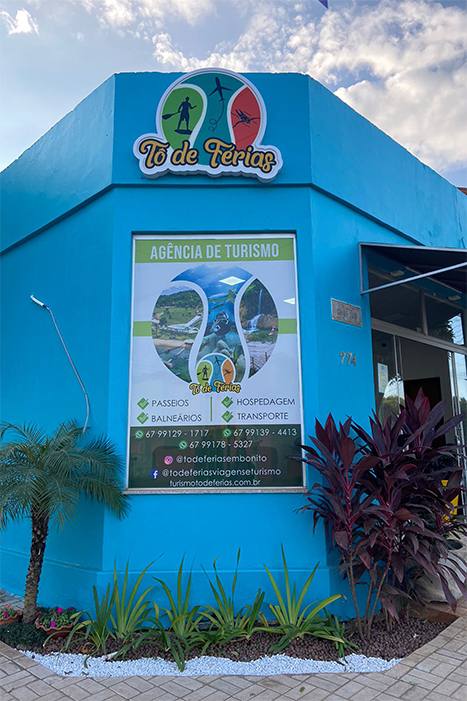 Tô de Férias
AGÊNCIA DE TURISMO
Tô de Férias
PASSEIOS
HOSPEDAGEM
BALNEÁRIOS
TRANSPORTE
67 99129 - 1717
67 99139 - 4413
67 99178 - 5327
@todeferiasembonito
@todeferiasviagenseturismo
turismotodeferias.com.br
774